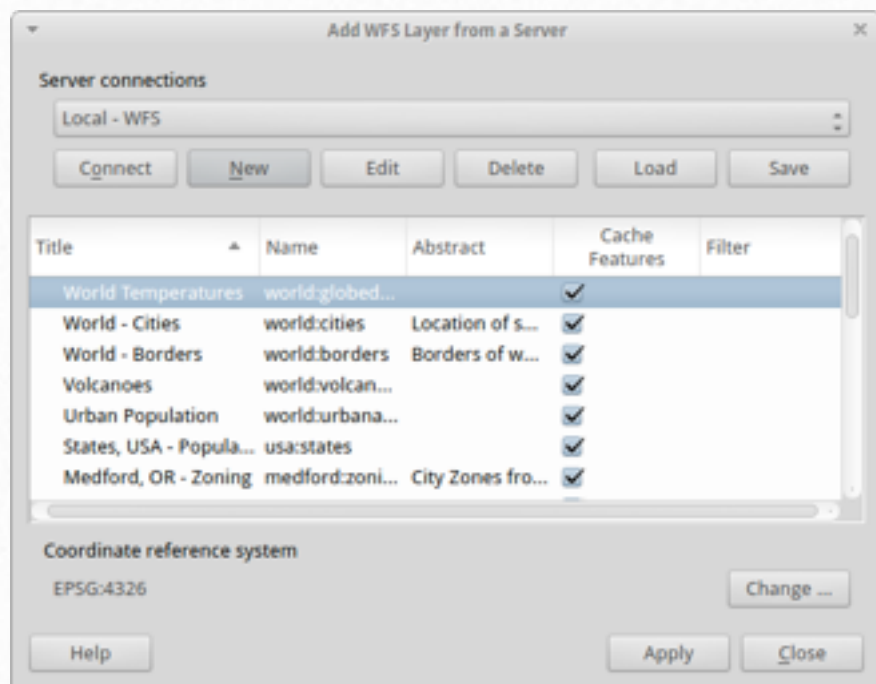 Add WFS Layer from a Server
Server connections
Local - WFS
Connect New Edit Delete Load Save
Title Name Abstract Cache Features Filter
World Temperatures world:globed...
World - Cities world:cities Location of s...
World - Borders world:borders Borders of w...
Volcanoes world:volcan...
Urban Population world:urbana...
States, USA - Popula... usa:states
Medford, OR - Zoning medford:zoni... City Zones fro...
Coordinate reference system
EPSG:4326 Change ...
Help Apply Close